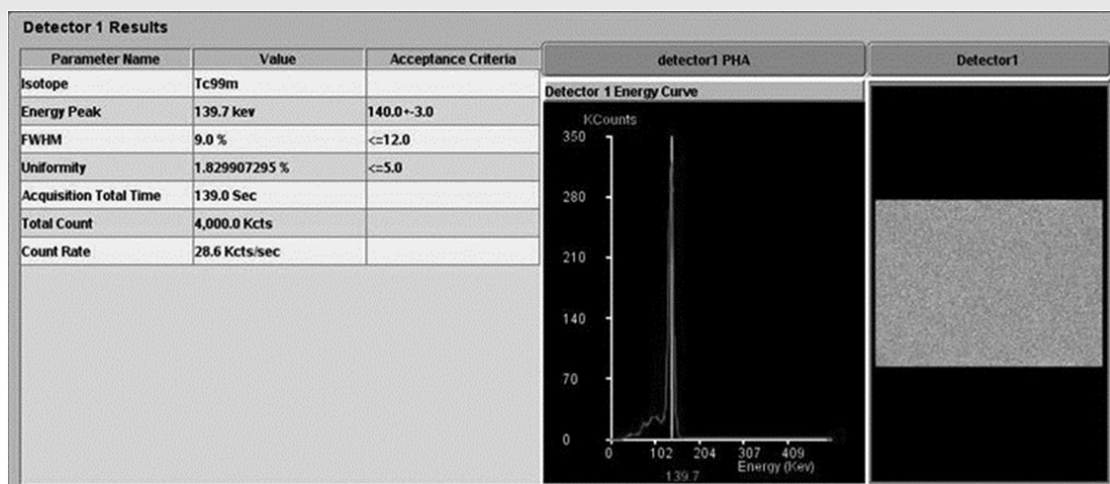 Detector 1 Results
Parameter Name Value Acceptance Criteria
Isotope Tc99m
Energy Peak 139.7 kev 140.0+-3.0
FWHM 9.0 % <=12.0
Uniformity 1.829907295 % <=5.0
Acquisition Total Time 139.0 Sec
Total Count 4,000.0 Kcts
Count Rate 28.6 Kcts/sec
detector1 PHA
Detector 1 Energy Curve
KCounts
350
280
210
140
70
0
0 102 204 307 409
Energy (Kev)
139.7
Detector1